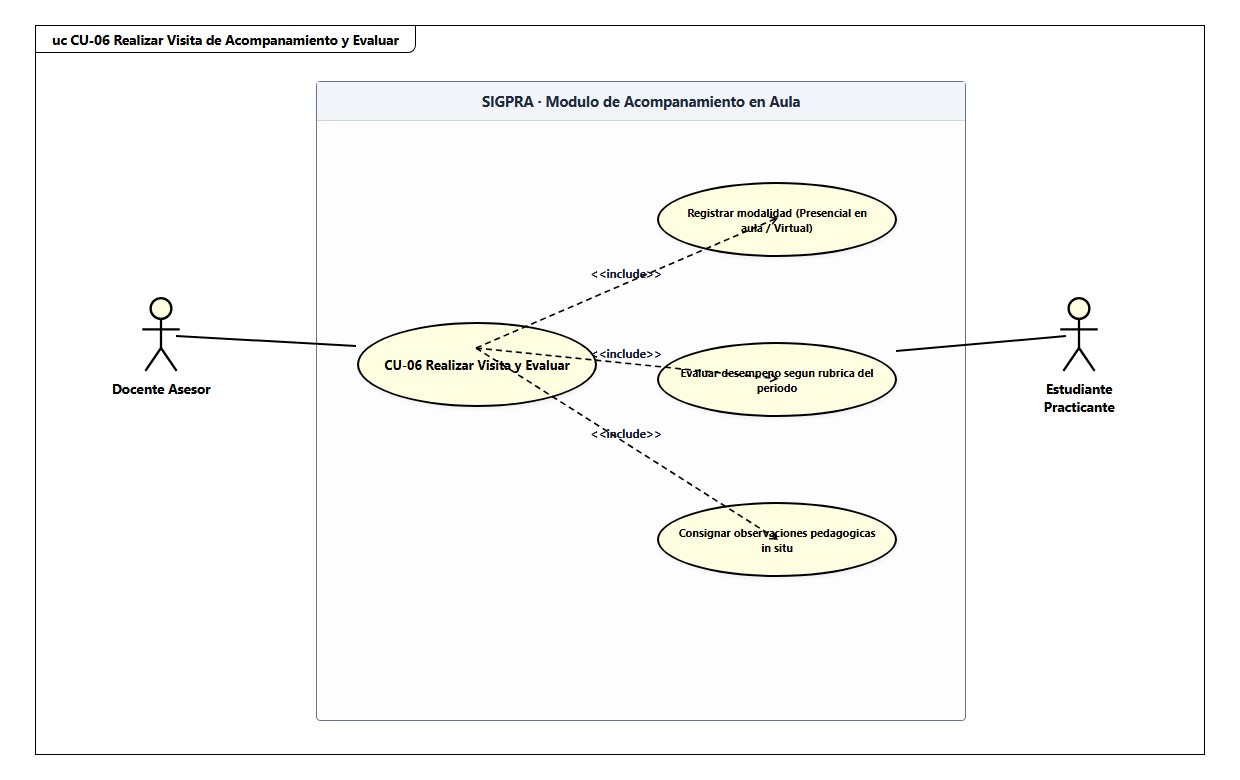 uc CU-06 Realizar Visita de Acompanamiento y Evaluar
SIGPRA · Modulo de Acompanamiento en Aula
Registrar modalidad (Presencial en
aula / Virtual)
<<include>>
CU-06 Realizar Visita y Evaluar
<<include>>
Evaluar desempeno segun rubrica del
periodo
Docente Asesor
Estudiante
Practicante
<<include>>
Consignar observaciones pedagogicas
in situ